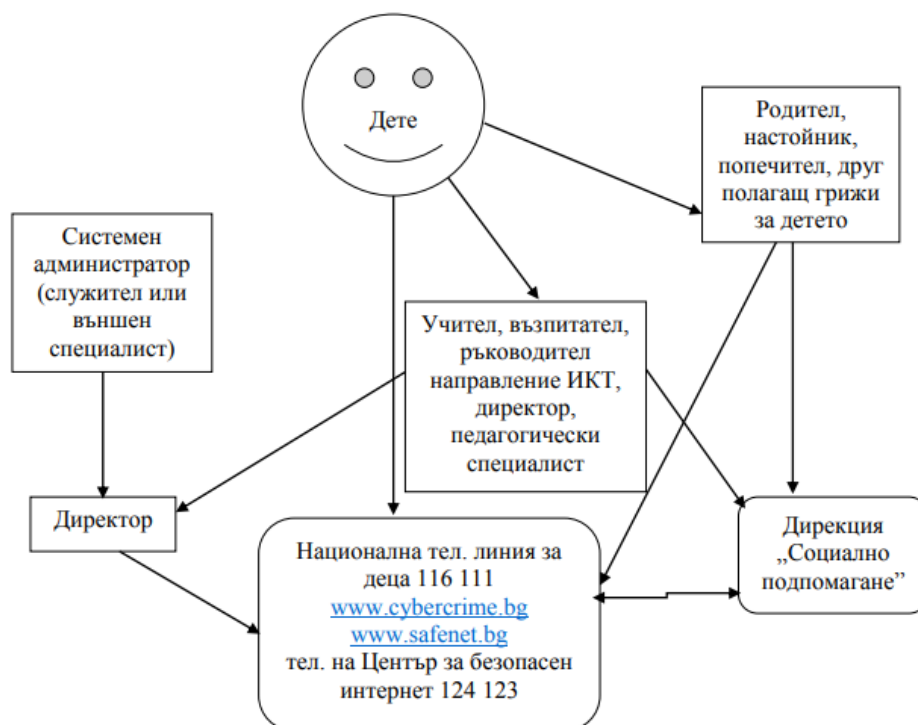 Дете
Родител,
настойник,
попечител, друг
полагащ грижи
за детето
Системен
администратор
(служител или
външен
специалист)
Учител, възпитател,
ръководител
направление ИКТ,
директор,
педагогически
специалист
Директор
Национална тел. линия за
деца 116 111
www.cybercrime.bg
www.safenet.bg
тел. на Център за безопасен
интернет 124 123
Дирекция
„Социално
подпомагане”